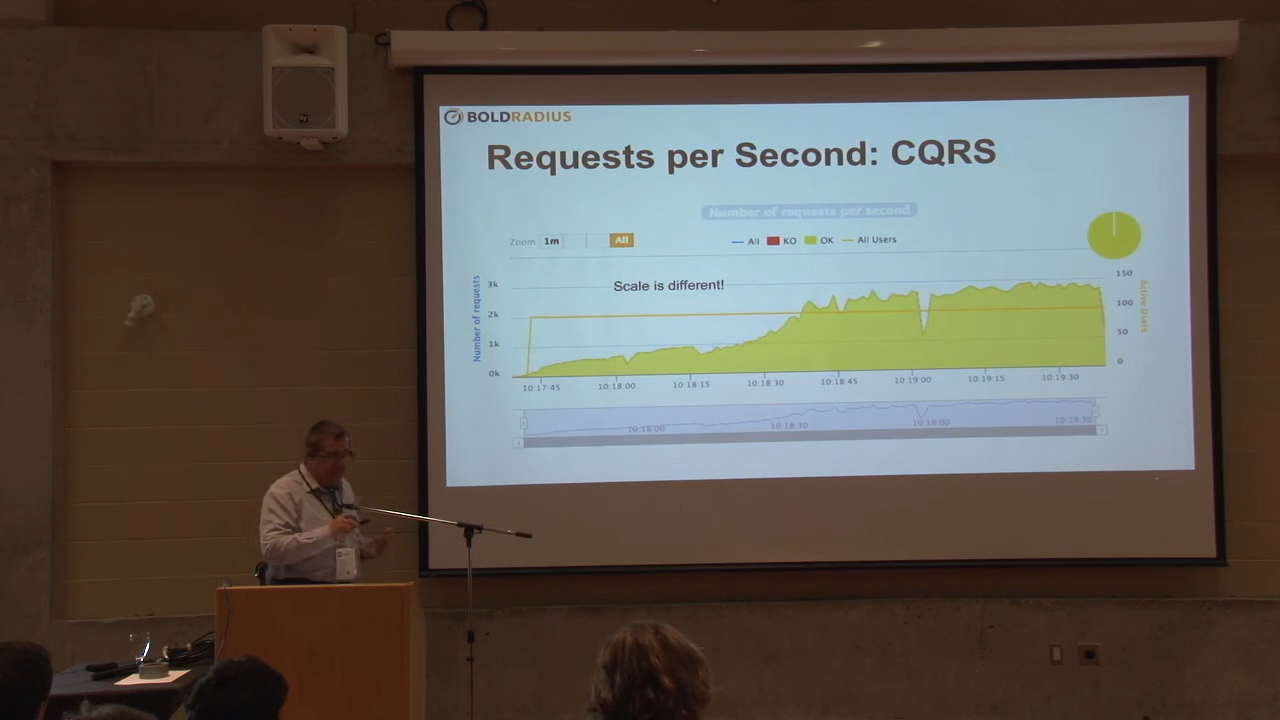 BOLDRADIUS
Requests per Second: CQRS
Number of requests per second
Zoom 1m All
All KO OK All Users
Scale is different!
Number of requests
3k
2k
1k
0k
150
100
50
0
Active Users
10:17:45 10:18:00 10:18:15 10:18:30 10:18:45 10:19:00 10:19:15 10:19:30
10:18:00 10:18:30 10:19:00 10:19:30